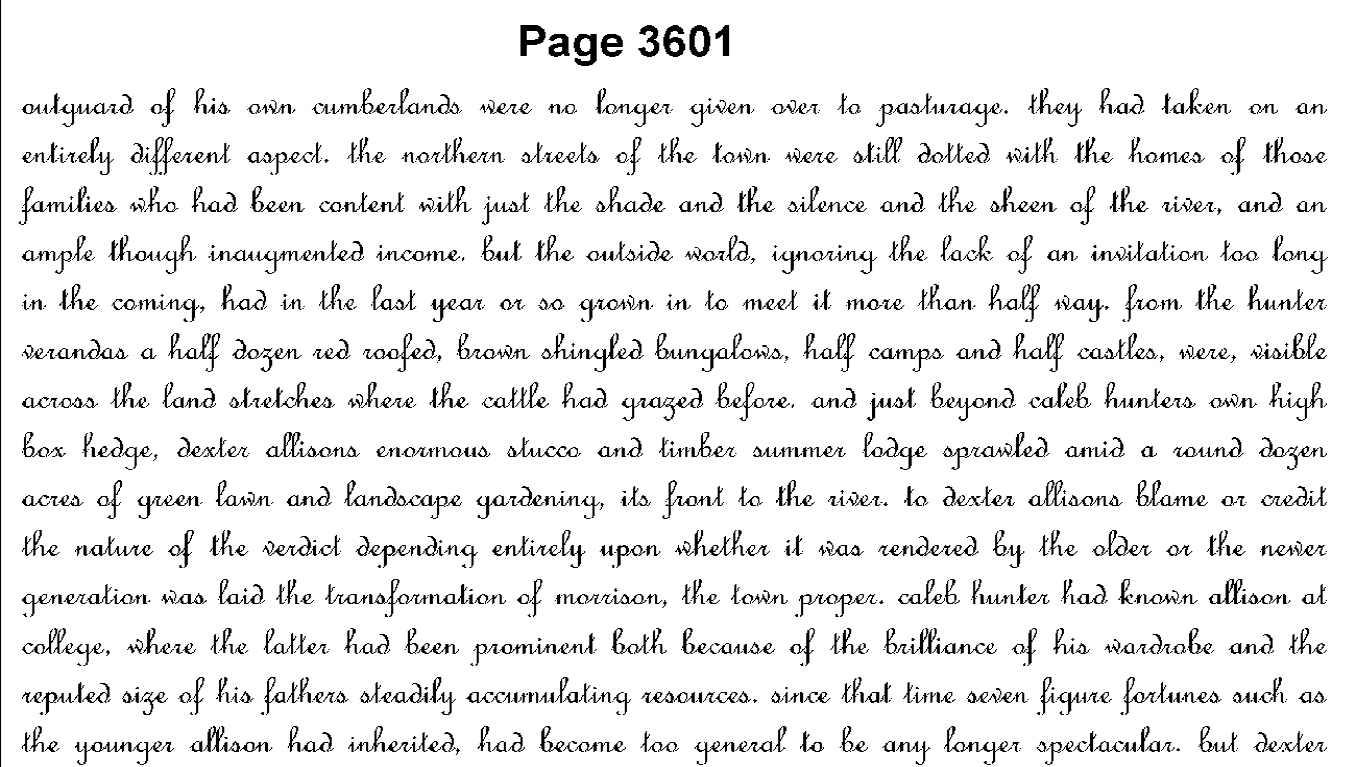 Page 3601
outguard of his own cumberlands were no longer given over to pasturage. they had taken on an
entirely different aspect. the northern streets of the town were still dotted with the homes of those
families who had been content with just the shade and the silence and the sheen of the river, and an
ample though inaugmented income. but the outside world, ignoring the lack of an invitation too long
in the coming, had in the last year or so grown in to meet it more than half way. from the hunter
verandas a half dozen red roofed, brown shingled bungalows, half camps and half castles, were, visible
across the land stretches where the cattle had grazed before. and just beyond caleb hunters own high
box hedge, dexter allisons enormous stucco and timber summer lodge sprawled amid a round dozen
acres of green lawn and landscape gardening, its front to the river. to dexter allisons blame or credit
the nature of the verdict depending entirely upon whether it was rendered by the older or the newer
generation was laid the transformation of morrison, the town proper. caleb hunter had known allison at
college, where the latter had been prominent both because of the brilliance of his wardrobe and the
reputed size of his fathers steadily accumulating resources. since that time seven figure fortunes such as
the younger allison had inherited, had become too general to be any longer spectacular. but dexter